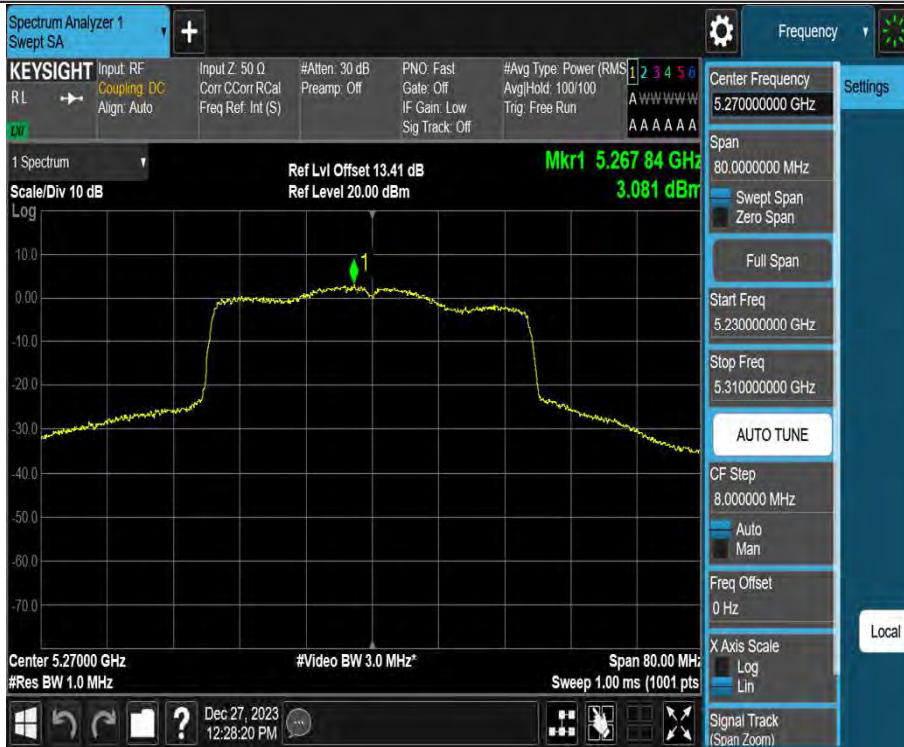 Spectrum Analyzer 1
Swept SA
+
Frequency
KEYSIGHT
R L
LXI
Input: RF
Coupling: DC
Align: Auto
Input Z: 50 Ω
Corr CCorr RCal
Freq Ref: Int (S)
#Atten: 30 dB
Preamp: Off
PNO: Fast
Gate: Off
IF Gain: Low
Sig Track: Off
#Avg Type: Power (RMS
Avg|Hold: 100/100
Trig: Free Run
1 2 3 4 5 6
A W W W W W
A A A A A A
Center Frequency
5.270000000 GHz
Settings
1 Spectrum
Scale/Div 10 dB
Ref Lvl Offset 13.41 dB
Ref Level 20.00 dBm
Mkr1 5.267 84 GHz
3.081 dBm
Log
10.0
0.00
-10.0
-20.0
-30.0
-40.0
-50.0
-60.0
-70.0
1
Span
80.0000000 MHz
Swept Span
Zero Span
Full Span
Start Freq
5.230000000 GHz
Stop Freq
5.310000000 GHz
AUTO TUNE
CF Step
8.000000 MHz
Auto
Man
Freq Offset
0 Hz
X Axis Scale
Log
Lin
Signal Track
(Span Zoom)
Local
Center 5.27000 GHz
#Res BW 1.0 MHz
#Video BW 3.0 MHz*
Span 80.00 MHz
Sweep 1.00 ms (1001 pts
?
Dec 27, 2023
12:28:20 PM